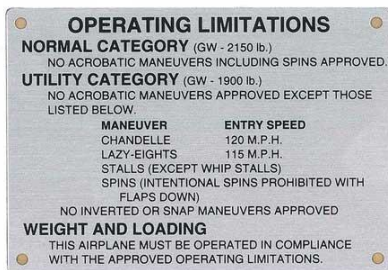 OPERATING LIMITATIONS
NORMAL CATEGORY (GW - 2150 lb.)
NO ACROBATIC MANEUVERS INCLUDING SPINS APPROVED.
UTILITY CATEGORY (GW - 1900 lb.)
NO ACROBATIC MANEUVERS APPROVED EXCEPT THOSE
LISTED BELOW.
MANEUVER ENTRY SPEED
CHANDELLE 120 M.P.H.
LAZY-EIGHTS 115 M.P.H.
STALLS (EXCEPT WHIP STALLS)
SPINS (INTENTIONAL SPINS PROHIBITED WITH
FLAPS DOWN)
NO INVERTED OR SNAP MANEUVERS APPROVED
WEIGHT AND LOADING
THIS AIRPLANE MUST BE OPERATED IN COMPLIANCE
WITH THE APPROVED OPERATING LIMITATIONS.